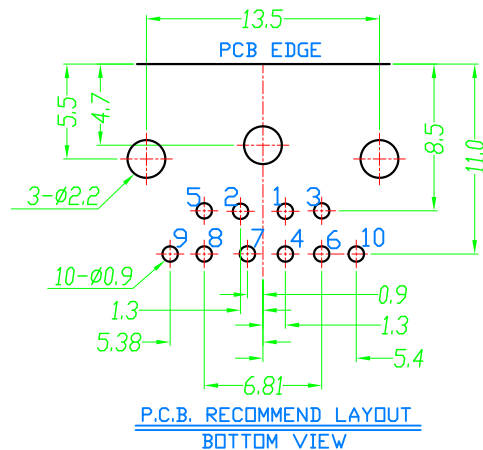 13.5
PCB EDGE
5.5
4.7
8.5
11.0
3-Ø2.2
5 2 1 3
9 8 7 4 6 10
10-Ø0.9
0.9
1.3
1.3
5.38
5.4
6.81
P.C.B. RECOMMEND LAYOUT
BOTTOM VIEW